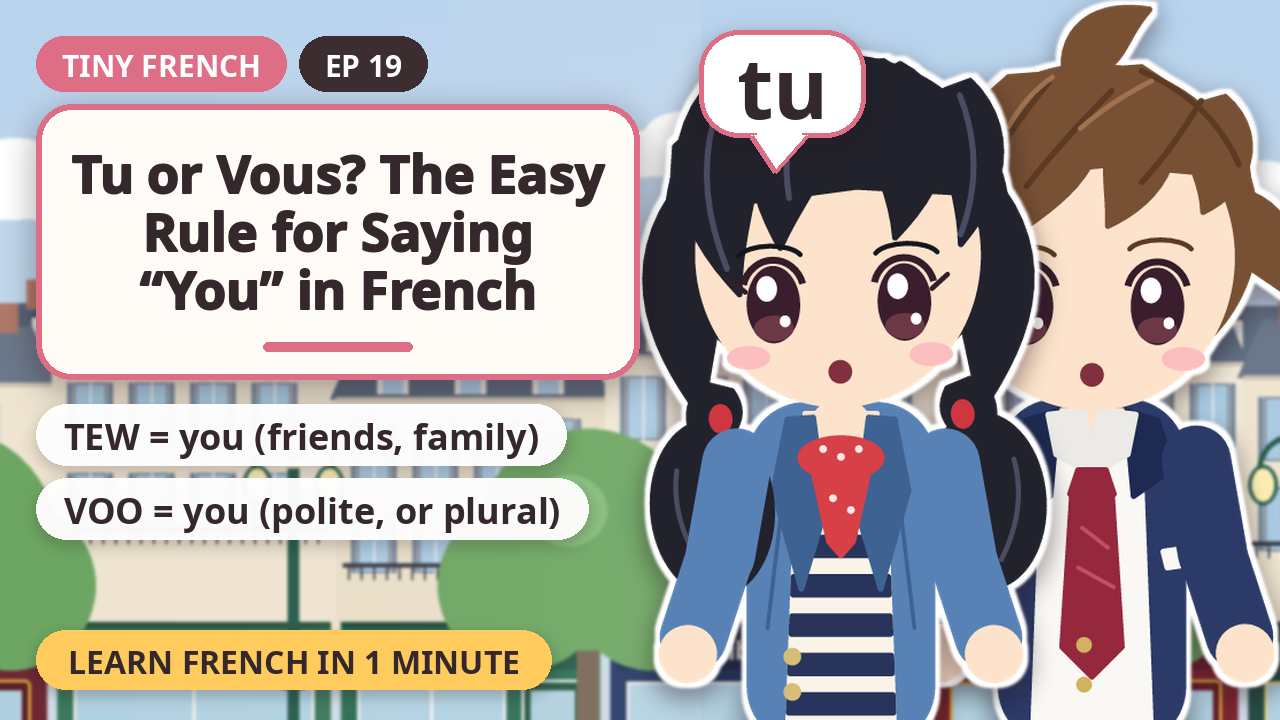 TINY FRENCH
EP 19
tu
Tu or Vous? The Easy
Rule for Saying
“You” in French
TEW = you (friends, family)
VOO = you (polite, or plural)
LEARN FRENCH IN 1 MINUTE